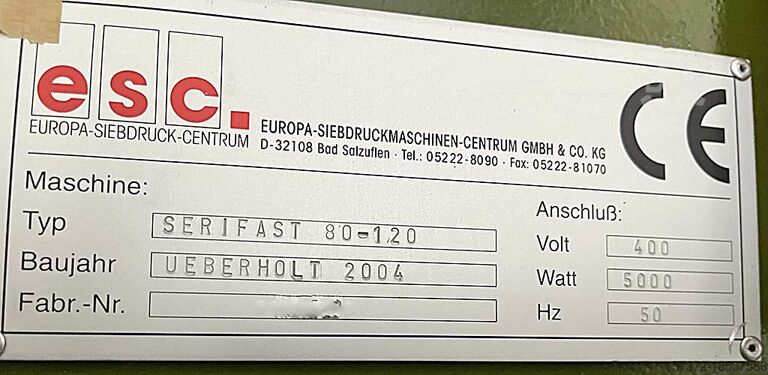 esc.
EUROPA-SIEBDRUCK-CENTRUM
EUROPA-SIEBDRUCKMASCHINEN-CENTRUM GMBH & CO. KG
D-32108 Bad Salzuflen · Tel.: 05222-8090 · Fax: 05222-81070
CE
Maschine:
Typ SERIFAST 80-120
Baujahr UEBERHOLT 2004
Fabr.-Nr.
Anschluß:
Volt 400
Watt 5000
Hz 50